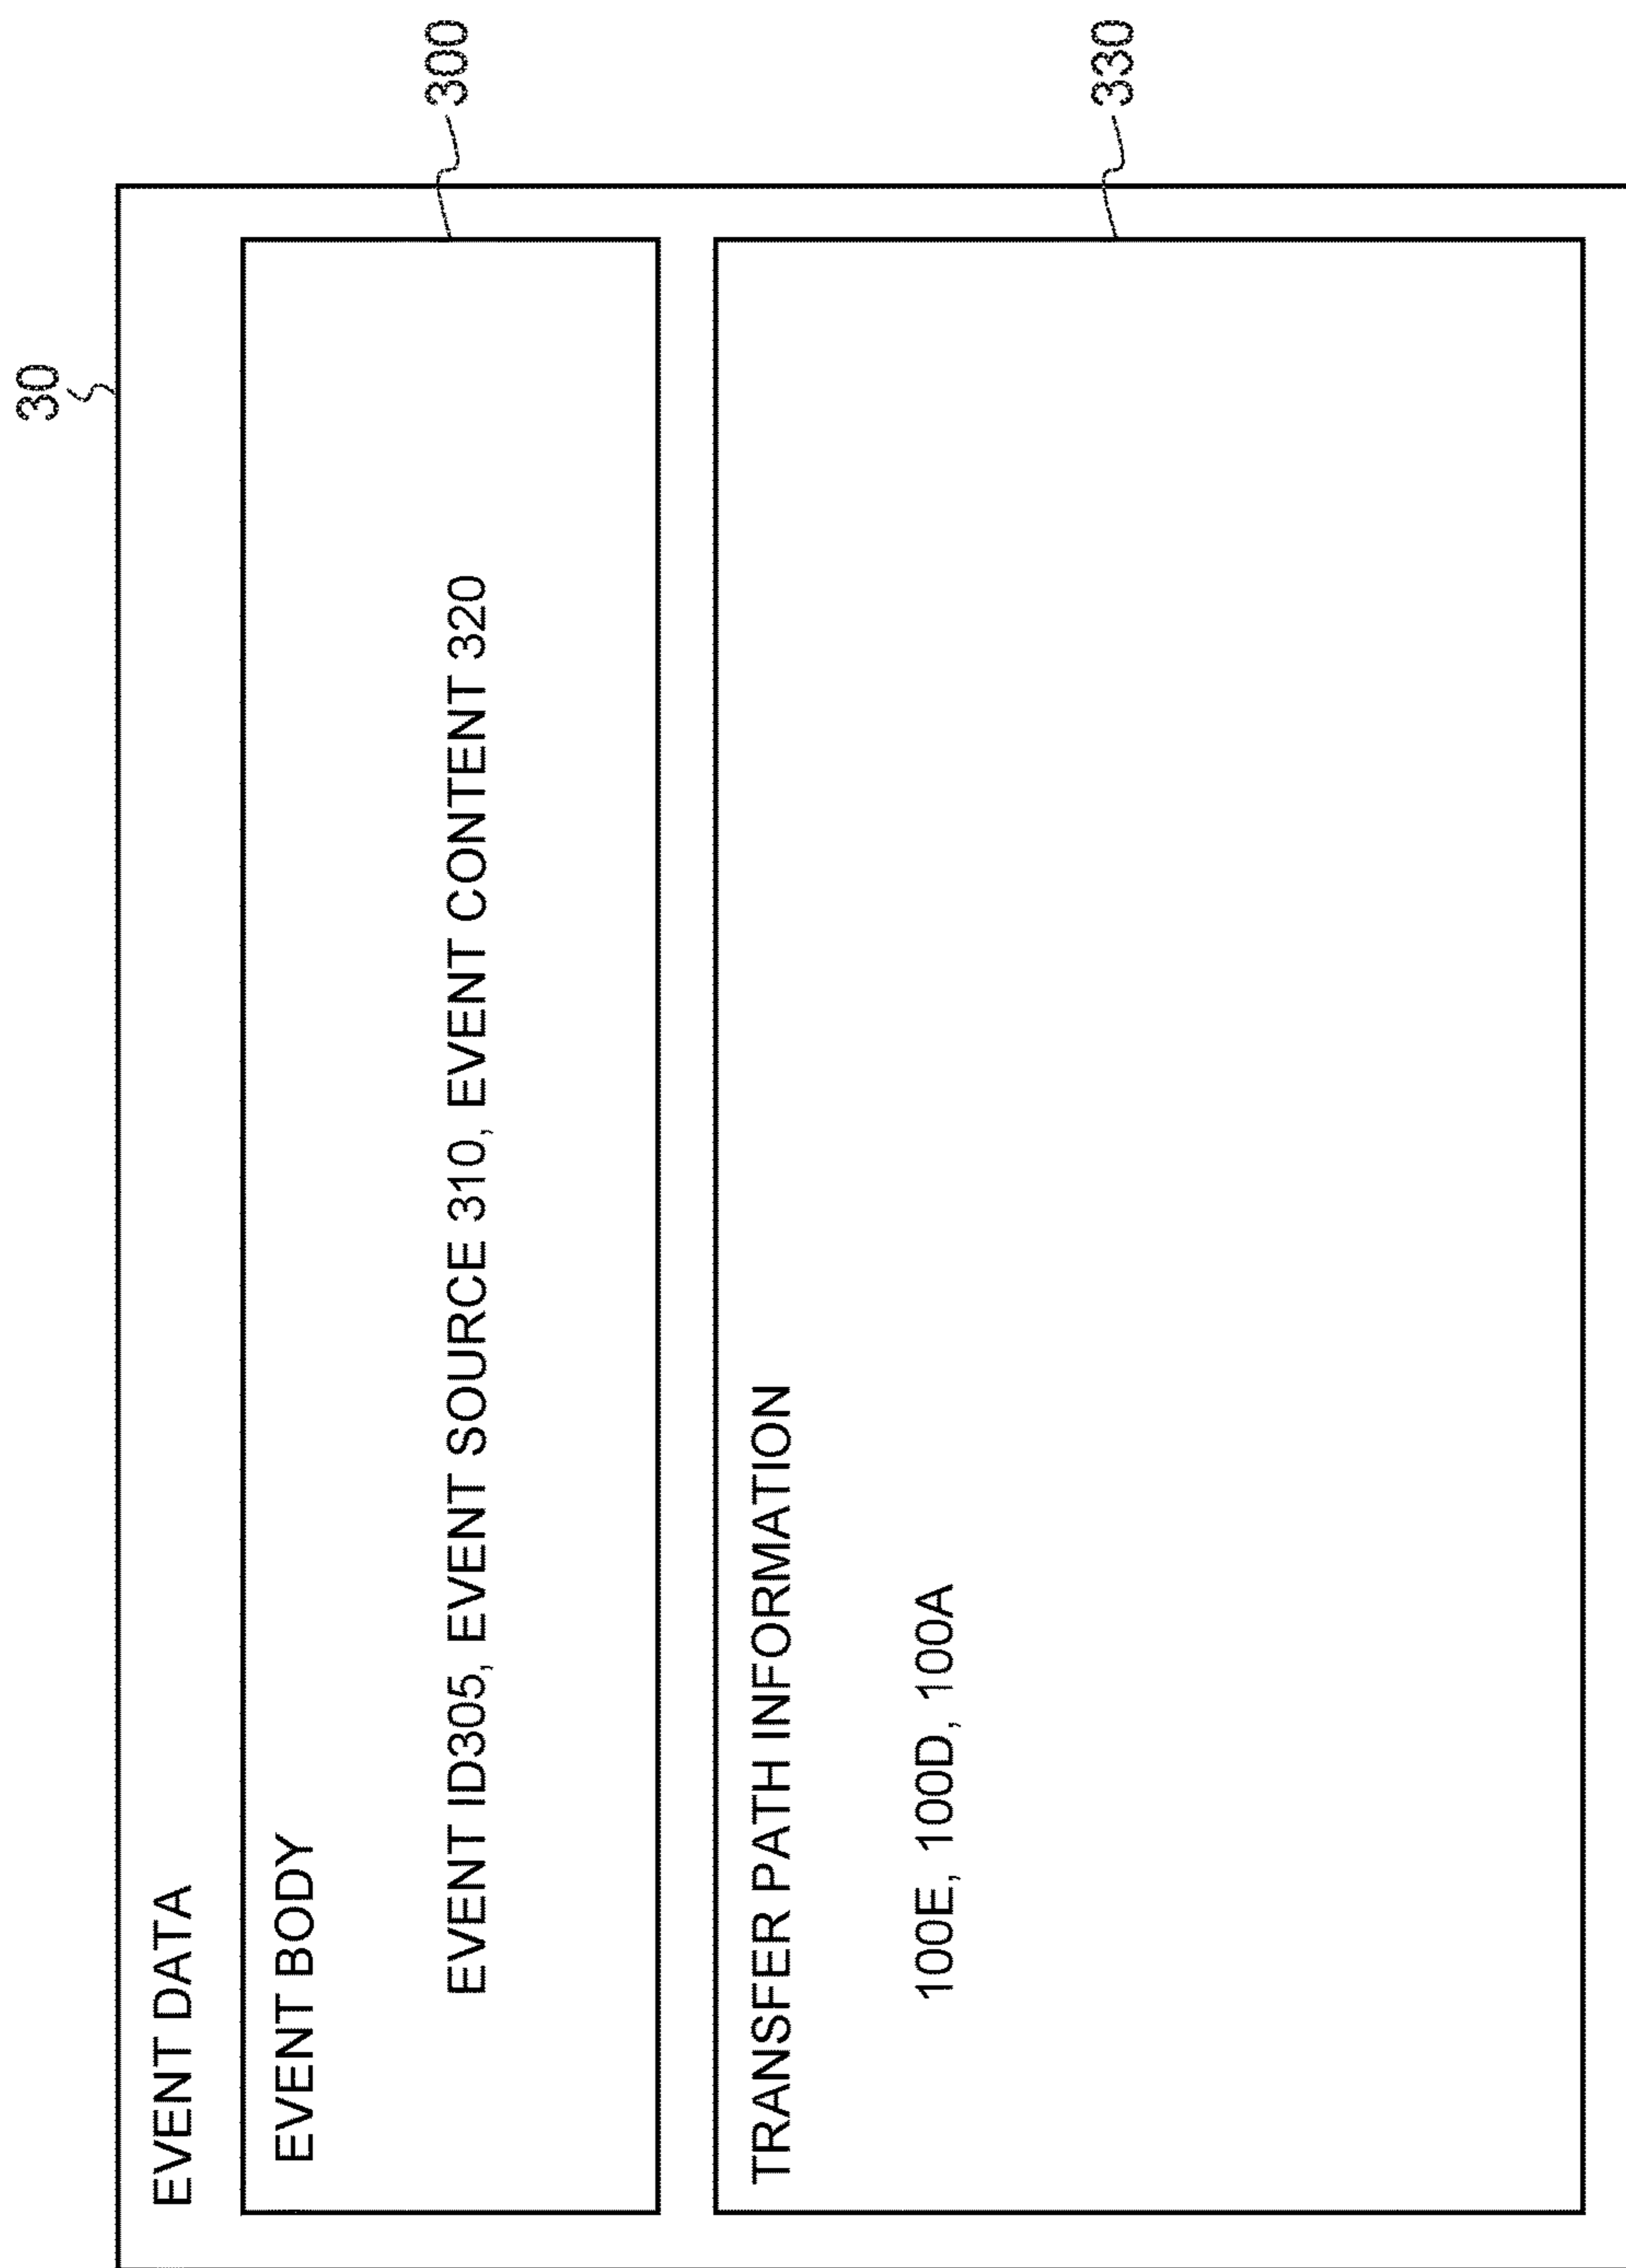 30
EVENT DATA
300
EVENT BODY
EVENT ID305, EVENT SOURCE 310, EVENT CONTENT 320
330
TRANSFER PATH INFORMATION
100E, 100D, 100A